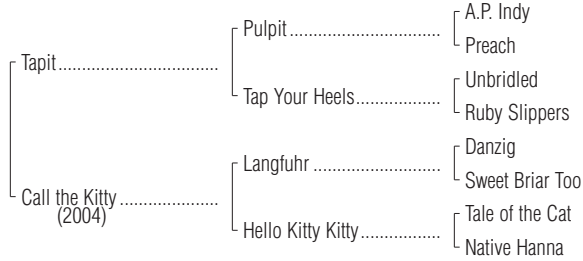 A.P. Indy
Pulpit
Preach
Tapit
Unbridled
Tap Your Heels
Ruby Slippers
Danzig
Langfuhr
Sweet Briar Too
Call the Kitty
(2004)
Tale of the Cat
Hello Kitty Kitty
Native Hanna